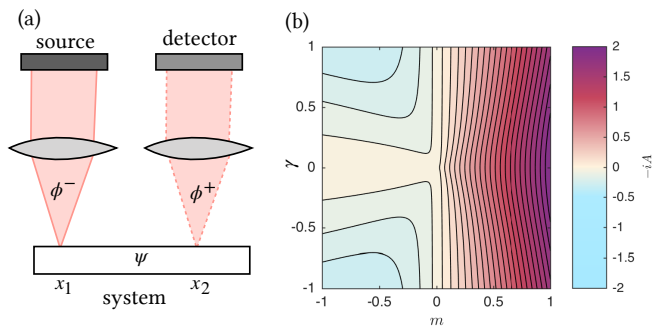 (a)
source
detector
ϕ⁻
ϕ⁺
ψ
x₁
x₂
system
(b)
1
0.5
0
-0.5
-1
γ
-1
-0.5
0
0.5
1
m
2
1.5
1
0.5
0
-0.5
-1
-1.5
-2
-iA